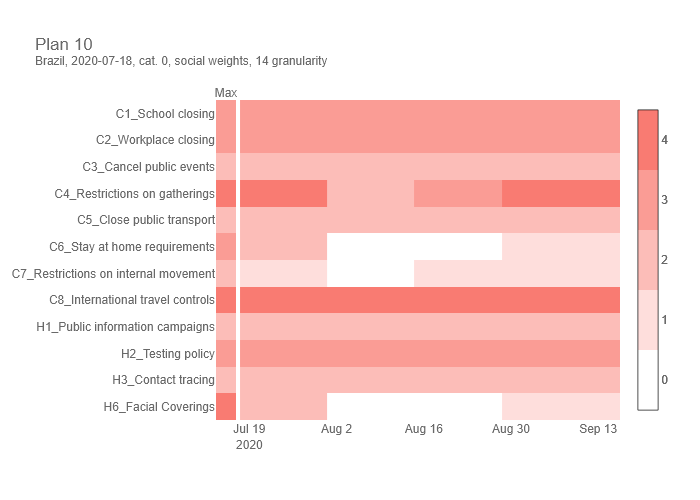 Plan 10
Brazil, 2020-07-18, cat. 0, social weights, 14 granularity
Max
C1_School closing
C2_Workplace closing
C3_Cancel public events
C4_Restrictions on gatherings
C5_Close public transport
C6_Stay at home requirements
C7_Restrictions on internal movement
C8_International travel controls
H1_Public information campaigns
H2_Testing policy
H3_Contact tracing
H6_Facial Coverings
Jul 19 Aug 2 Aug 16 Aug 30 Sep 13
2020
4
3
2
1
0